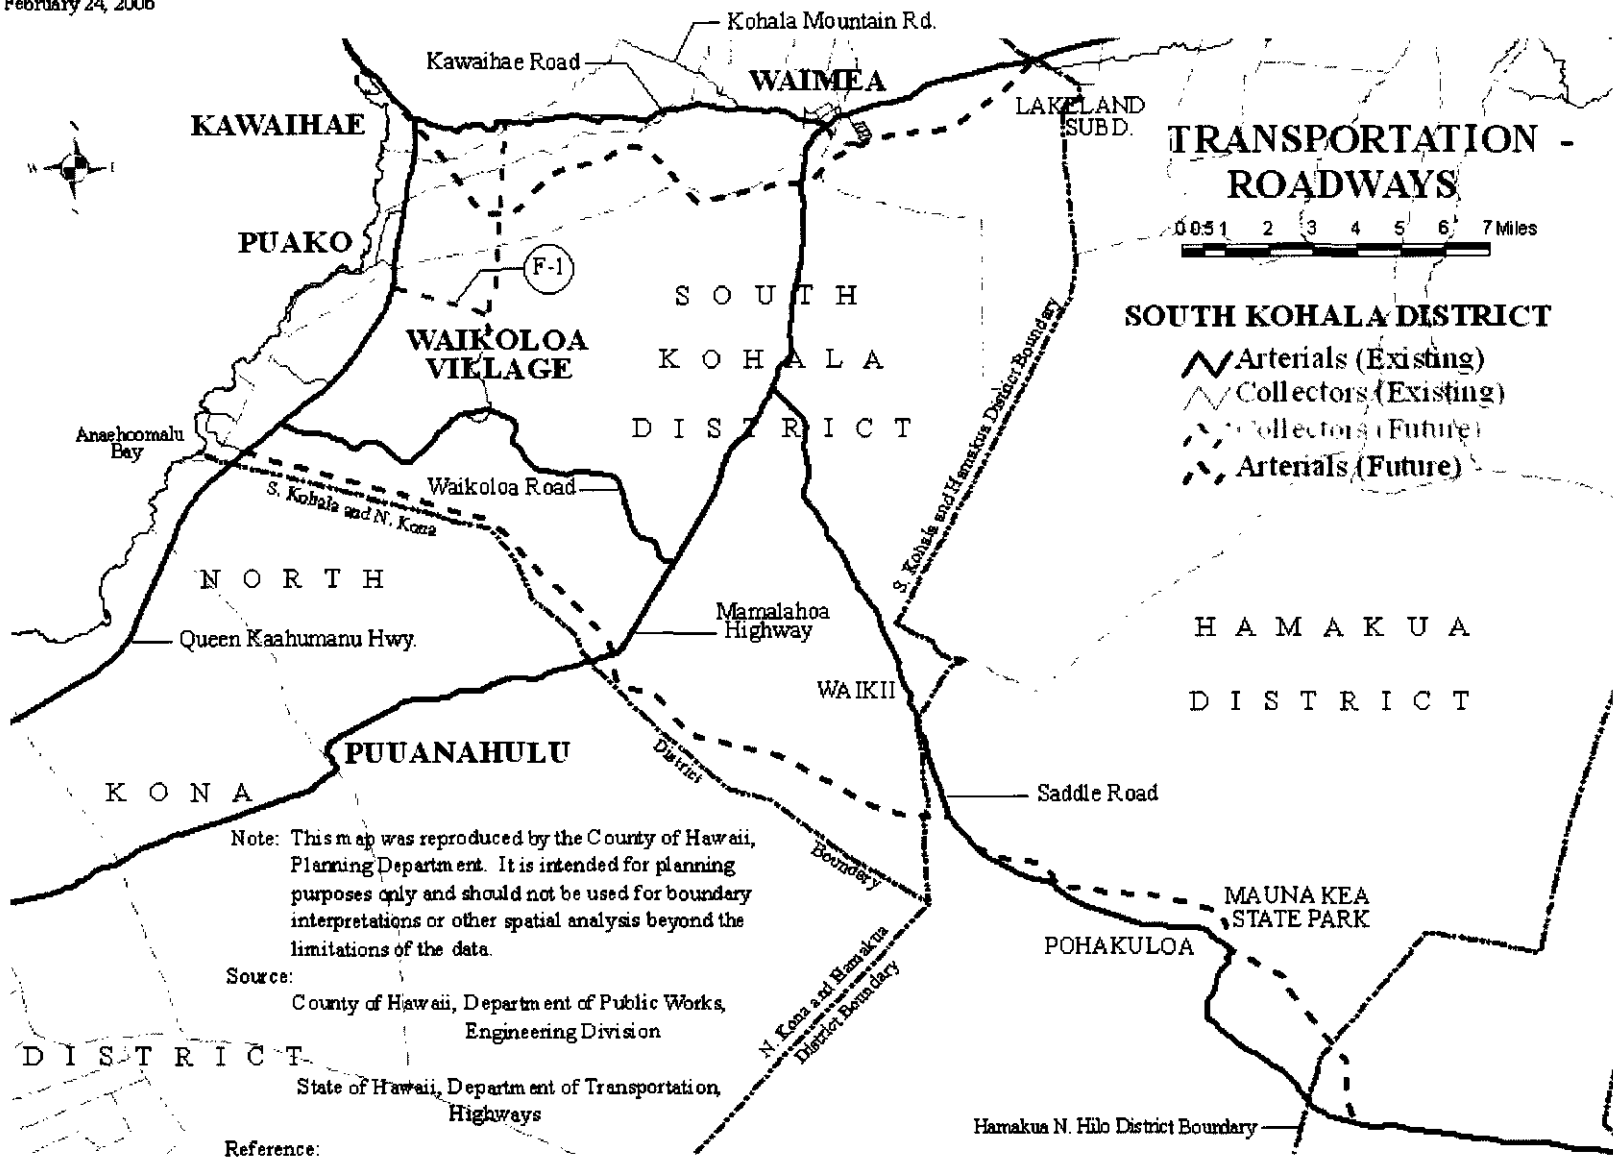 February 24, 2006
Kohala Mountain Rd.
Kawaihae Road
WAIMEA
KAWAIHAE
LAKELAND
SUBD.
TRANSPORTATION -
ROADWAYS
0 0.5 1 2 3 4 5 6 7 Miles
W
PUAKO
F-1
SOUTH
KOHALA
DISTRICT
WAIKOLOA
VILLAGE
SOUTH KOHALA DISTRICT
Arterials (Existing)
Collectors (Existing)
Collectors (Future)
Arterials (Future)
S. Kohala and Hamakua District Boundary
Anaehoomalu
Bay
Waikoloa Road
S. Kohala and N. Kona
NORTH
Mamalahoa
Highway
Queen Kaahumanu Hwy.
HAMAKUA
DISTRICT
WAIKII
PUUANAHULU
District
KONA
Saddle Road
Note: This map was reproduced by the County of Hawaii,
Planning Department. It is intended for planning
purposes only and should not be used for boundary
interpretations or other spatial analysis beyond the
limitations of the data.
Boundery
MAUNA KEA
STATE PARK
POHAKULOA
N. Kona and Hamakua
District Boundary
Source:
County of Hawaii, Department of Public Works,
Engineering Division
DISTRICT
State of Hawaii, Department of Transportation,
Highways
Hamakua N. Hilo District Boundary
Reference: